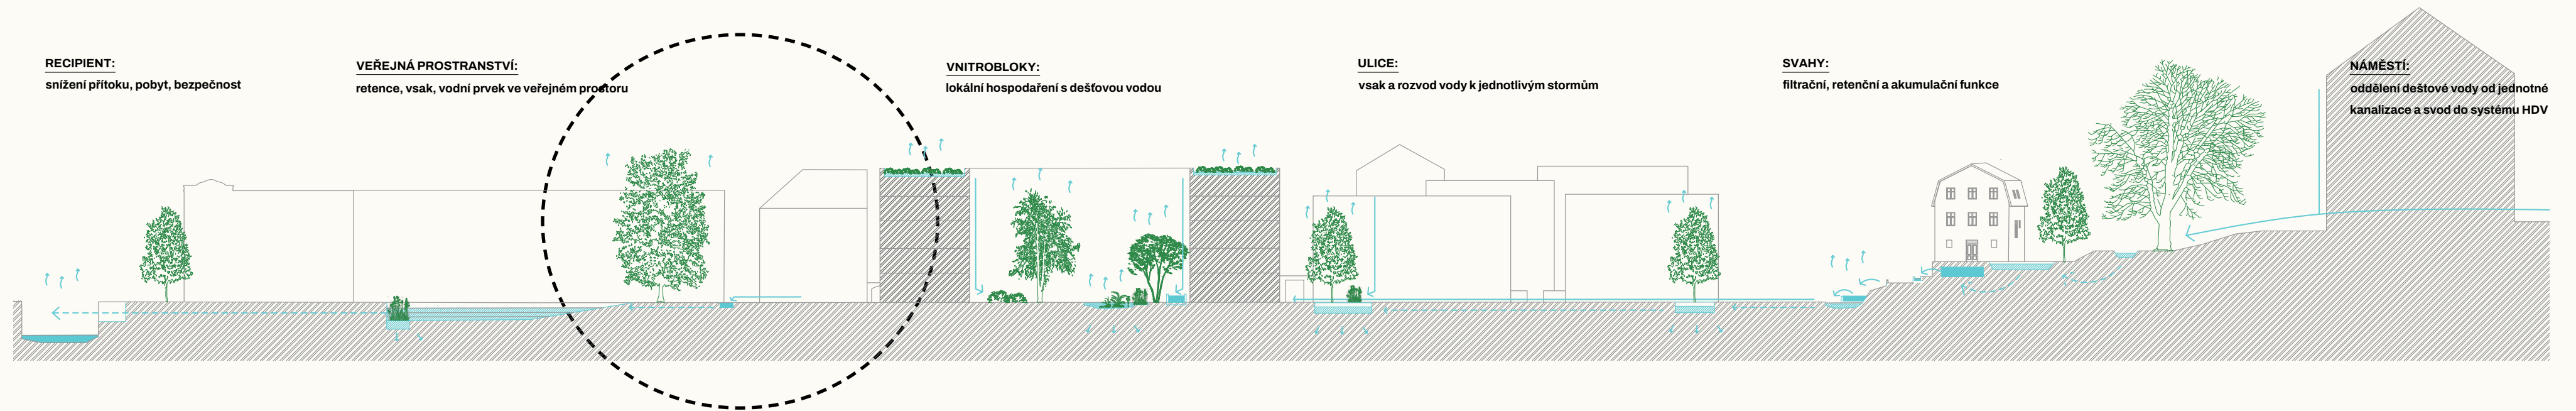 RECIPIENT:
snížení přítoku, pobyt, bezpečnost
VEŘEJNÁ PROSTRANSTVÍ:
retence, vsak, vodní prvek ve veřejném prostoru
VNITROBLOKY:
lokální hospodaření s dešťovou vodou
ULICE:
vsak a rozvod vody k jednotlivým stormům
SVAHY:
filtrační, retenční a akumulační funkce
NÁMĚSTÍ:
oddělení deštové vody od jednotné
kanalizace a svod do systému HDV